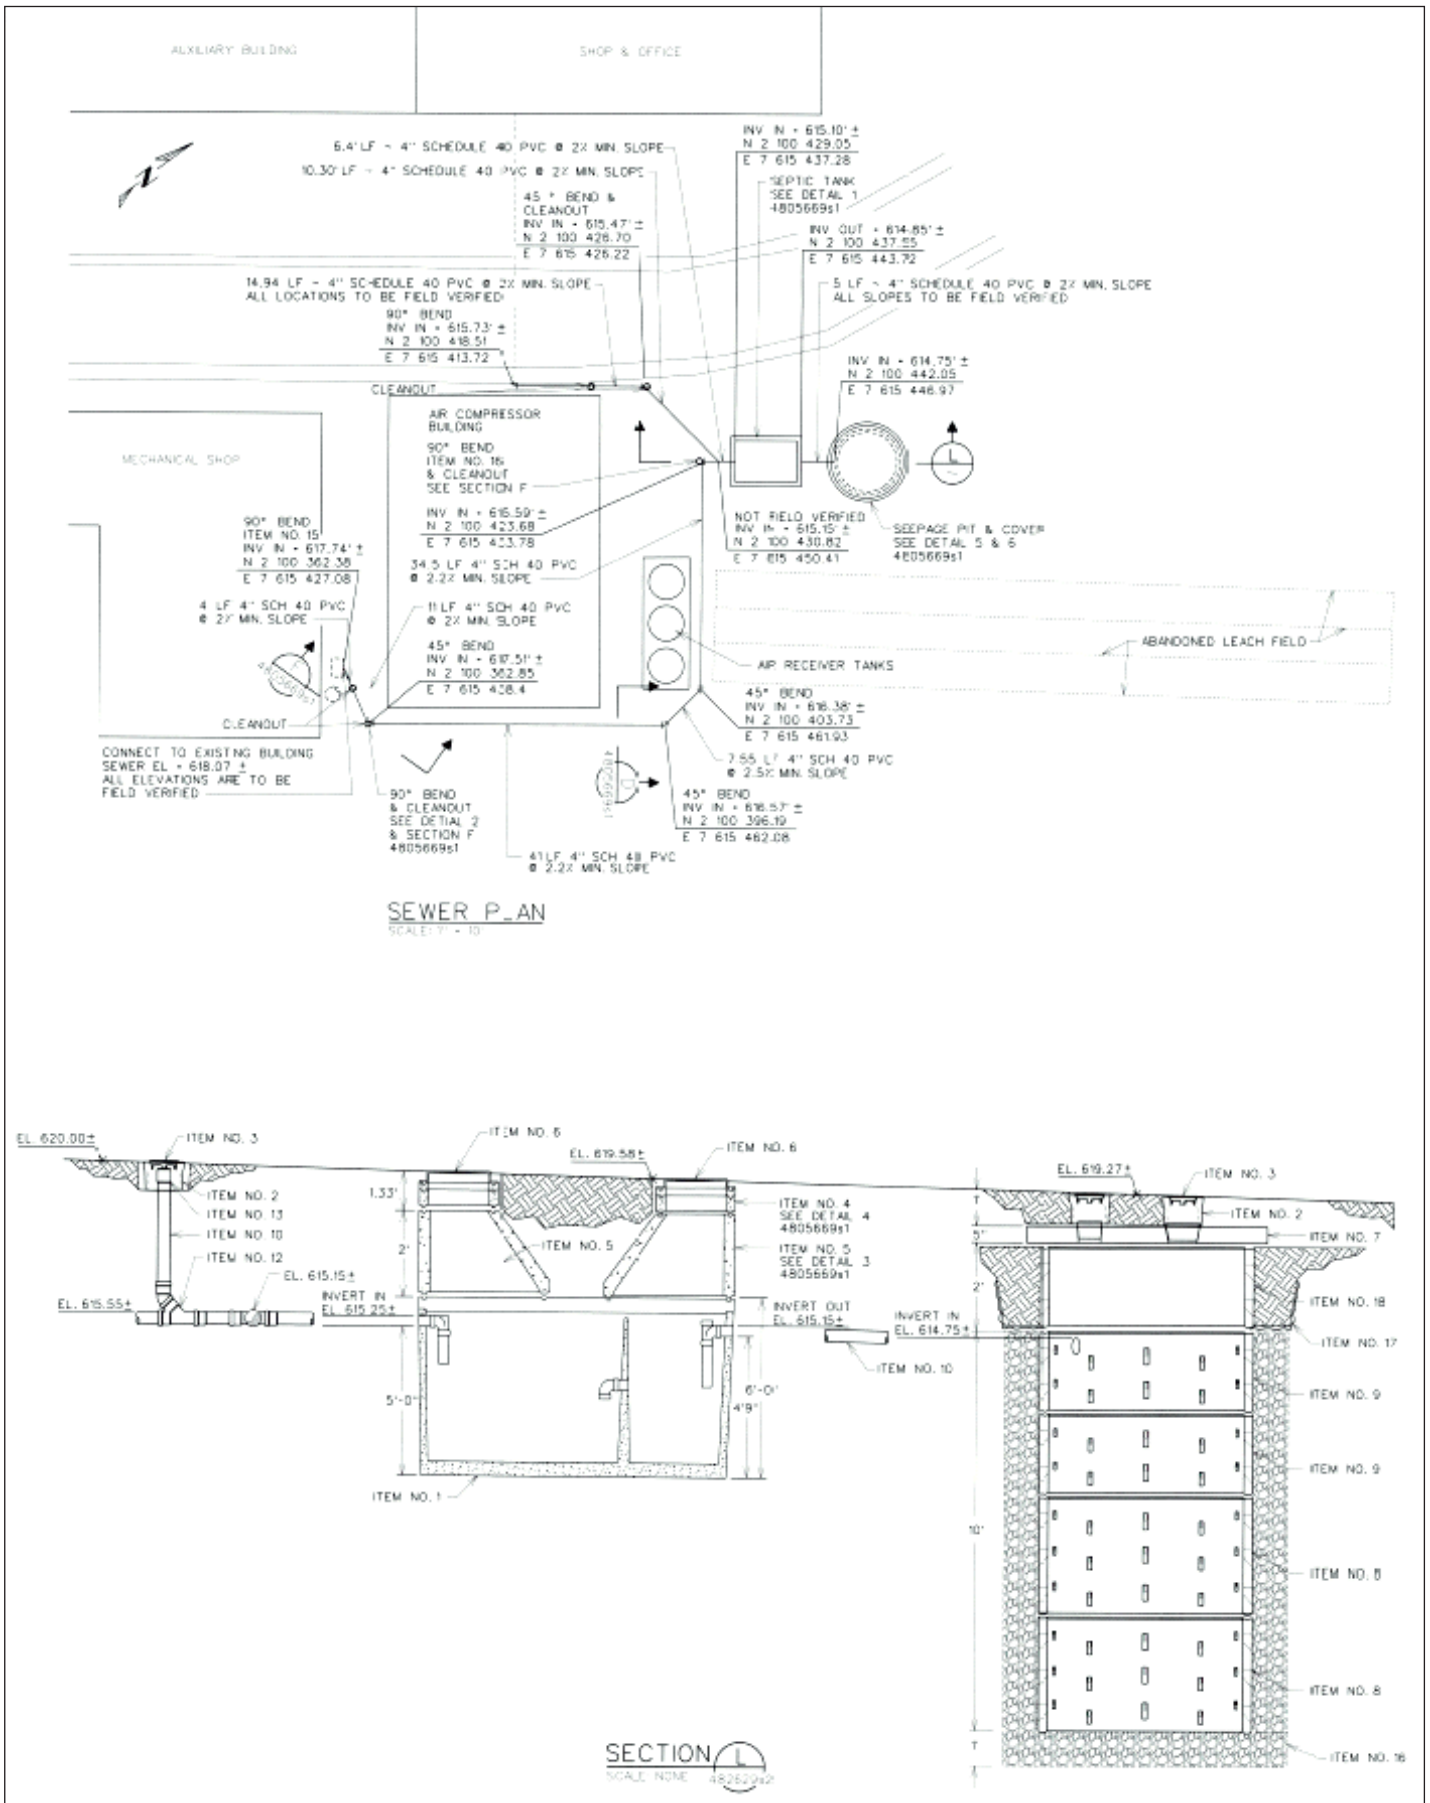 AUXILIARY BUILDING
SHOP & OFFICE
6.4' LF - 4" SCHEDULE 40 PVC @ 2% MIN. SLOPE
10.30' LF - 4" SCHEDULE 40 PVC @ 2% MIN. SLOPE
INV IN - 615.10' ±
N 2 100 429.05
E 7 615 437.28
SEPTIC TANK
SEE DETAIL 1
4805669s1
45 ° BEND &
CLEANOUT
INV IN - 615.47' ±
N 2 100 426.70
E 7 615 426.22
INV OUT - 614.85' ±
N 2 100 437.55
E 7 615 443.72
14.94 LF - 4" SCHEDULE 40 PVC @ 2% MIN. SLOPE
ALL LOCATIONS TO BE FIELD VERIFIED
5 LF - 4" SCHEDULE 40 PVC @ 2% MIN. SLOPE
ALL SLOPES TO BE FIELD VERIFIED
90° BEND
INV IN - 615.73' ±
N 2 100 418.51
E 7 615 413.72
INV IN - 614.75' ±
N 2 100 442.05
E 7 615 446.97
CLEANOUT
AIR COMPRESSOR
BUILDING
MECHANICAL SHOP
90° BEND
ITEM NO. 16
& CLEANOUT
SEE SECTION F
L
INV IN - 615.59' ±
N 2 100 423.68
E 7 615 453.78
NOT FIELD VERIFIED
INV IN - 615.15' ±
N 2 100 430.82
E 7 615 450.41
SEEPAGE PIT & COVER
SEE DETAIL 5 & 6
4805669s1
90° BEND
ITEM NO. 15
INV IN - 617.74' ±
N 2 100 362.38
E 7 615 427.08
34.5 LF 4" SCH 40 PVC
@ 2.2% MIN. SLOPE
4 LF 4" SCH 40 PVC
@ 2% MIN. SLOPE
11 LF 4" SCH 40 PVC
@ 2% MIN. SLOPE
ABANDONED LEACH FIELD
45° BEND
INV IN - 617.51' ±
N 2 100 362.85
E 7 615 438.4
AIR RECEIVER TANKS
4805669s1
45° BEND
INV IN - 616.38' ±
N 2 100 403.73
E 7 615 461.93
CLEANOUT
CONNECT TO EXISTING BUILDING
SEWER EL - 618.07 ±
ALL ELEVATIONS ARE TO BE
FIELD VERIFIED
7.55 LF 4" SCH 40 PVC
@ 2.5% MIN. SLOPE
D
4805669s1
90° BEND
& CLEANOUT
SEE DETIAL 2
& SECTION F
4805669s1
45° BEND
INV IN - 616.57' ±
N 2 100 396.19
E 7 615 462.08
41 LF 4" SCH 40 PVC
@ 2.2% MIN. SLOPE
SEWER PLAN
SCALE: 1" - 10'
EL. 620.00±
ITEM NO. 3
ITEM NO. 6
EL. 619.58±
ITEM NO. 6
EL. 619.27±
ITEM NO. 3
ITEM NO. 2
ITEM NO. 13
ITEM NO. 10
ITEM NO. 12
1.33'
2'
ITEM NO. 5
ITEM NO. 4
SEE DETAIL 4
4805669s1
ITEM NO. 5
SEE DETAIL 3
4805669s1
ITEM NO. 2
ITEM NO. 7
5"
2'
EL. 615.15±
EL. 615.55±
INVERT IN
EL. 615.25±
INVERT OUT
EL. 615.15±
INVERT IN
EL. 614.75±
ITEM NO. 18
ITEM NO. 17
ITEM NO. 10
5'-0"
6'-0"
4'9"
ITEM NO. 9
ITEM NO. 9
ITEM NO. 1
10'
ITEM NO. 8
ITEM NO. 8
ITEM NO. 16
SECTION L
SCALE: NONE
482629s2